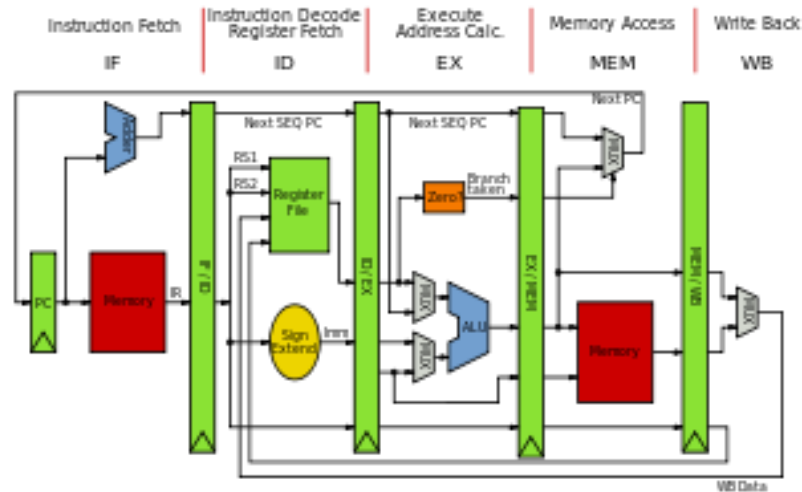 Instruction Fetch
IF
Instruction Decode
Register Fetch
ID
Execute
Address Calc.
EX
Memory Access
MEM
Write Back
WB
Next PC
Adder
Next SEQ PC
Next SEQ PC
MUX
RS1
RS2
Register
File
Branch
taken
Zero?
PC
Memory
IR
IF / ID
ID / EX
MUX
EX / MEM
MEM / WB
MUX
ALU
Sign
Extend
Imm
MUX
Memory
WB Data